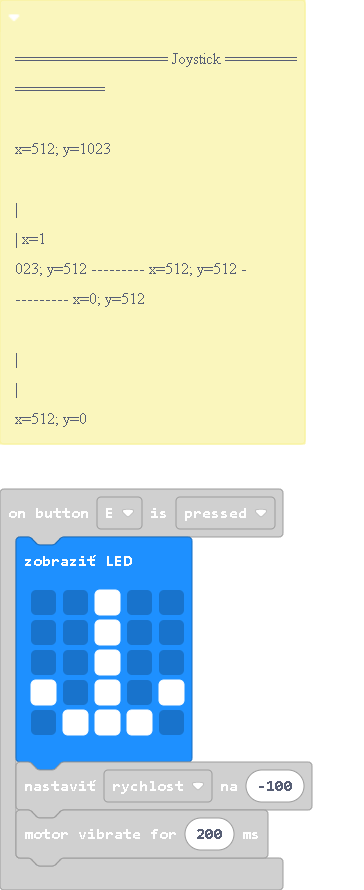 ================= Joystick ========
==========
x=512; y=1023
|
| x=1
023; y=512 --------- x=512; y=512 -
--------- x=0; y=512
|
|
x=512; y=0
on button E is pressed
zobraziť LED
nastaviť rychlost na -100
motor vibrate for 200 ms